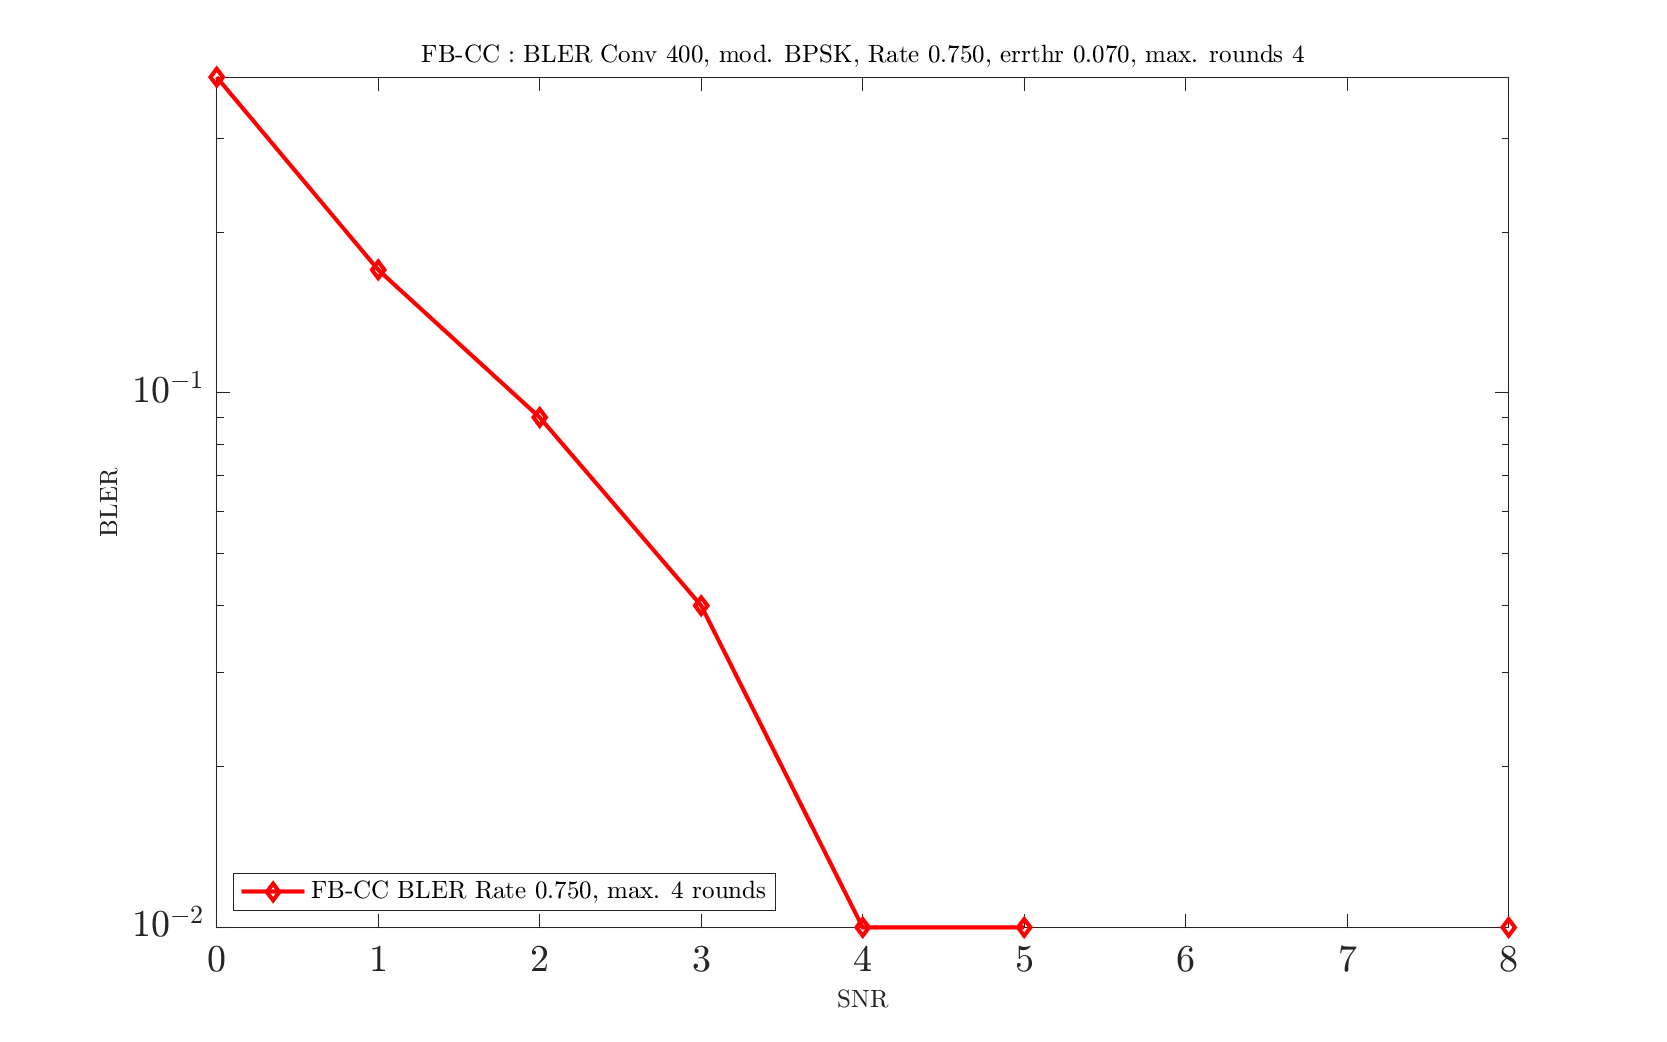 FB-CC : BLER Conv 400, mod. BPSK, Rate 0.750, errthr 0.070, max. rounds 4
10⁻¹
BLER
FB-CC BLER Rate 0.750, max. 4 rounds
10⁻²
0 1 2 3 4 5 6 7 8
SNR